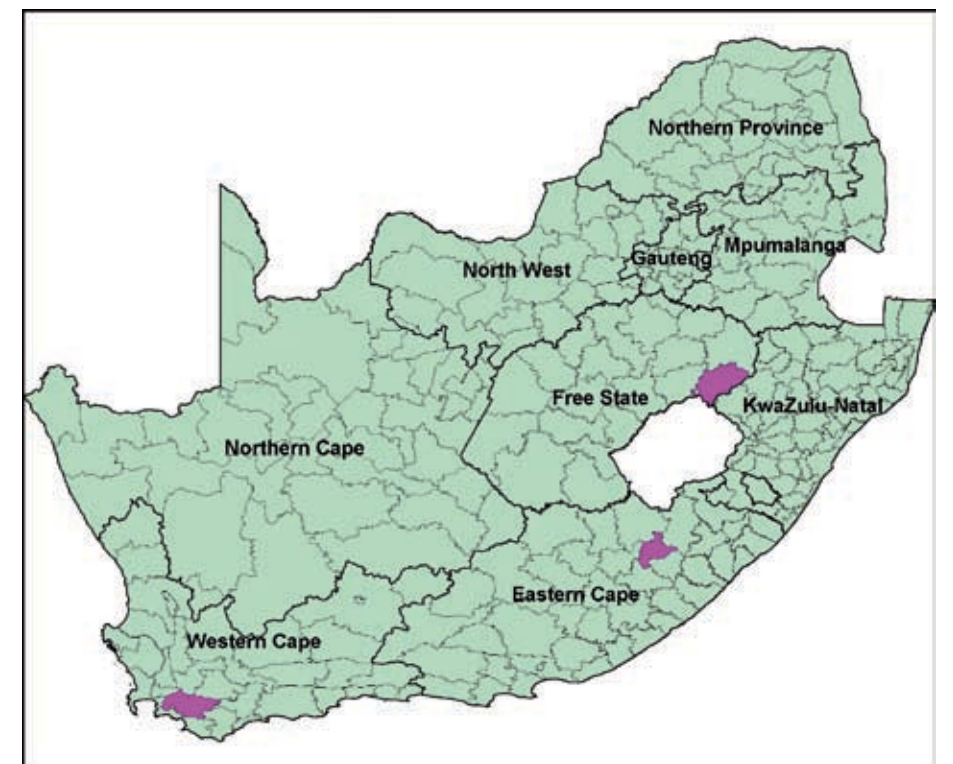 Northern Province
Mpumalanga
Gauteng
North West
Free State
KwaZulu-Natal
Northern Cape
Eastern Cape
Western Cape